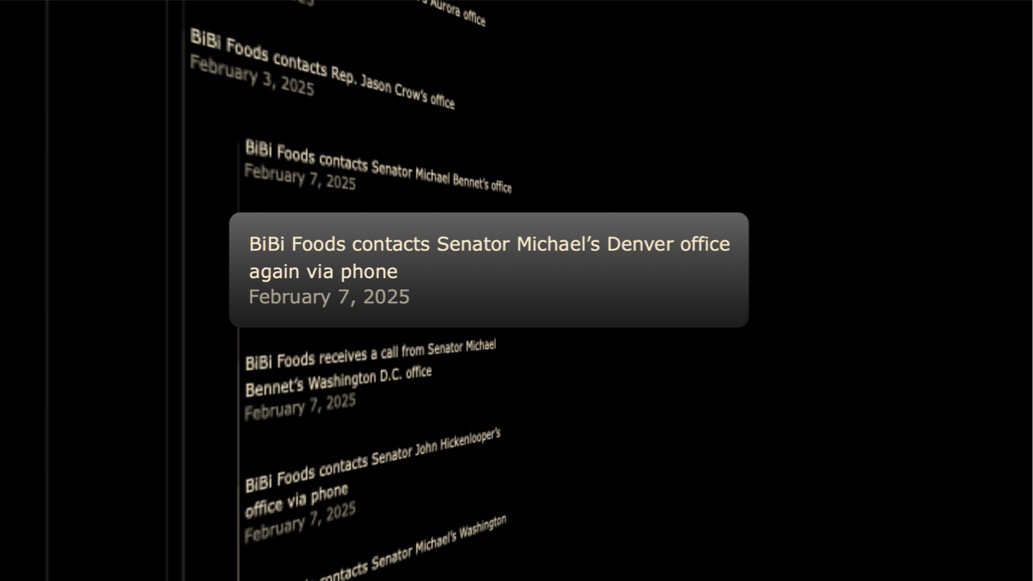 Aurora office
BiBi Foods contacts Rep. Jason Crow’s office
February 3, 2025
BiBi Foods contacts Senator Michael Bennet’s office
February 7, 2025
BiBi Foods contacts Senator Michael’s Denver office
again via phone
February 7, 2025
BiBi Foods receives a call from Senator Michael
Bennet’s Washington D.C. office
February 7, 2025
BiBi Foods contacts Senator John Hickenlooper’s
office via phone
February 7, 2025
contacts Senator Michael’s Washington